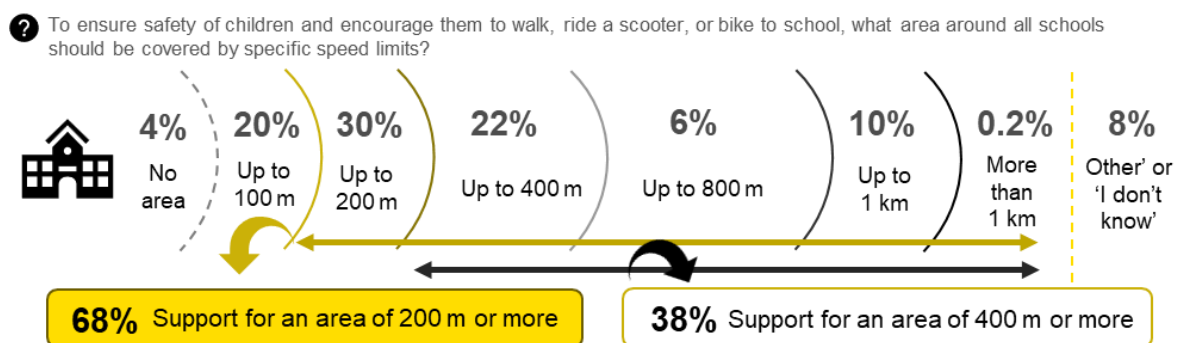 ?
To ensure safety of children and encourage them to walk, ride a scooter, or bike to school, what area around all schools
should be covered by specific speed limits?
4%
No
area
20%
Up to
100 m
30%
Up to
200 m
22%
Up to 400 m
6%
Up to 800 m
10%
Up to
1 km
0.2%
More
than
1 km
8%
Other’ or
‘I don’t
know’
68% Support for an area of 200 m or more
38% Support for an area of 400 m or more